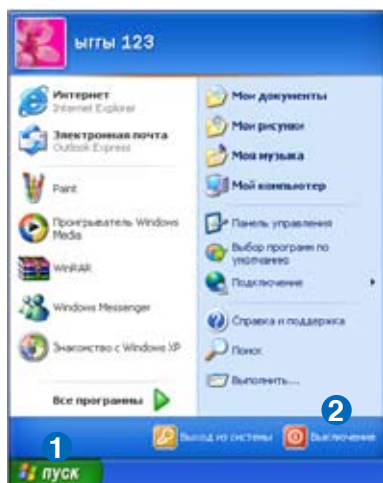 ыггы 123
Интернет
Internet Explorer
Электронная почта
Outlook Express
Paint
Проигрыватель Windows
Media
WinRAR
Windows Messenger
Знакомство с Windows XP
Все программы
Мои документы
Мои рисунки
Моя музыка
Мой компьютер
Панель управления
Выбор программ по
умолчанию
Подключение
Справка и поддержка
Поиск
Выполнить...
2
Выход из системы
Выключение
1
пуск